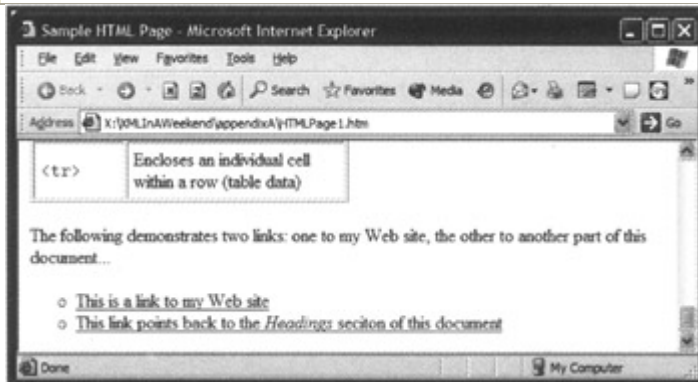 Sample HTML Page - Microsoft Internet Explorer
File Edit View Favorites Tools Help
Back Search Favorites Media »
Address X:\XMLInAWeekend\appendixA\HTMLPage1.htm Go
<tr> Encloses an individual cell
within a row (table data)
The following demonstrates two links: one to my Web site, the other to another part of this
document...
This is a link to my Web site
This link points back to the Headings seciton of this document
Done My Computer